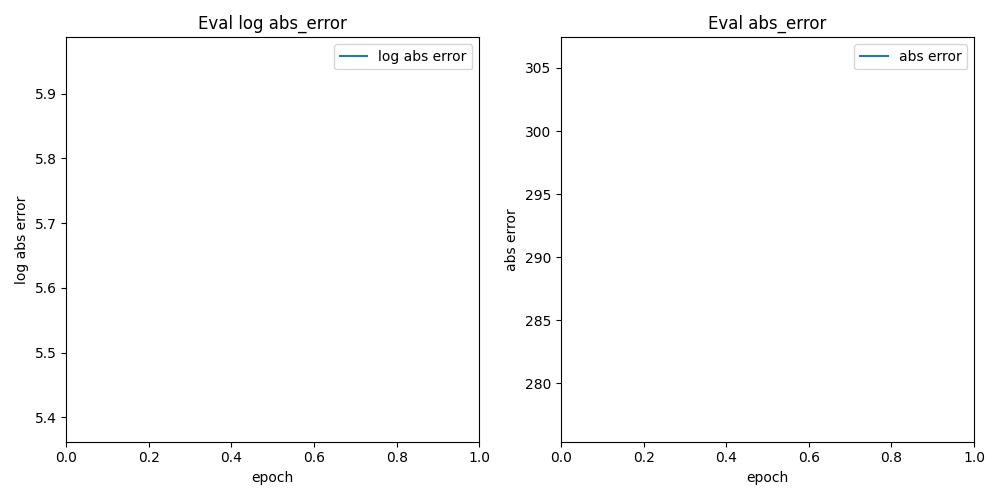 Eval log abs_error
log abs error
5.9
5.8
5.7
5.6
5.5
5.4
log abs error
0.0 0.2 0.4 0.6 0.8 1.0
epoch
Eval abs_error
abs error
305
300
295
290
285
280
abs error
0.0 0.2 0.4 0.6 0.8 1.0
epoch